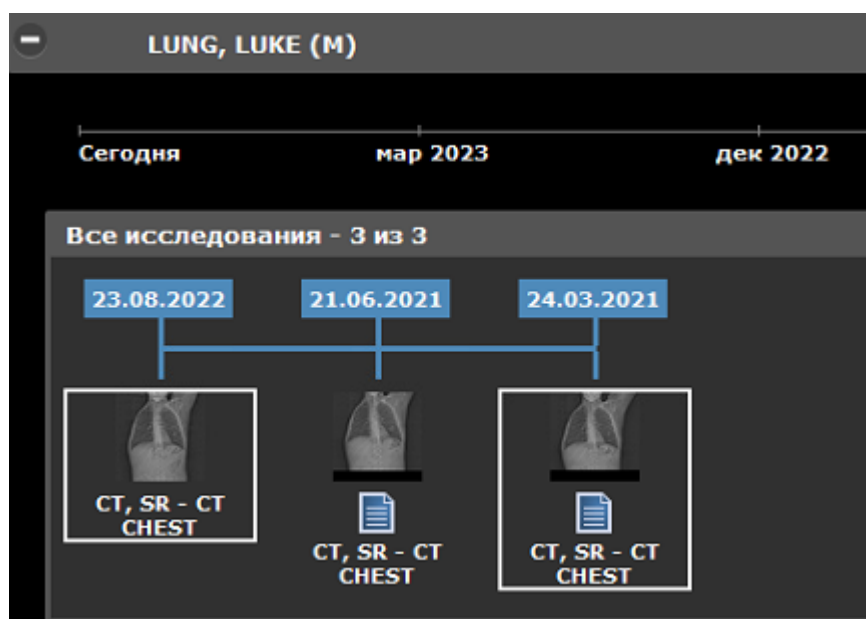 LUNG, LUKE (M)
Сегодня мар 2023 дек 2022
Все исследования - 3 из 3
23.08.2022 21.06.2021 24.03.2021
CT, SR - CT
CHEST
CT, SR - CT
CHEST
CT, SR - CT
CHEST